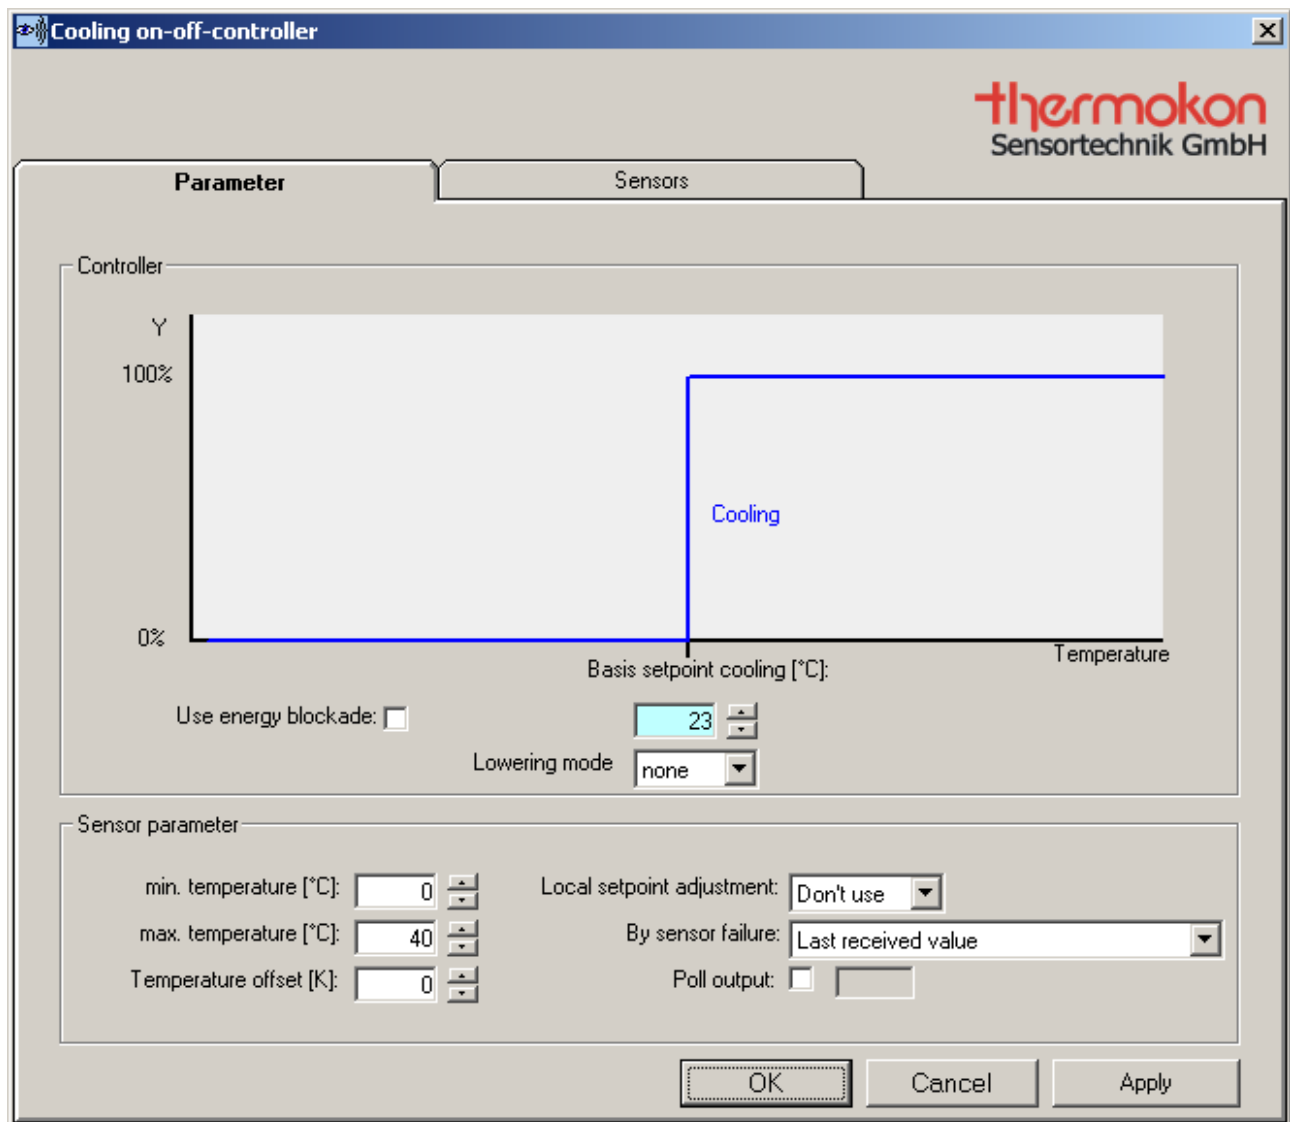 Cooling on-off-controller
thermokon
Sensortechnik GmbH
Parameter
Sensors
Controller
Y
100%
Cooling
0%
Temperature
Basis setpoint cooling [°C]:
Use energy blockade:
23
Lowering mode
none
Sensor parameter
min. temperature [°C]: 0
Local setpoint adjustment: Don't use
max. temperature [°C]: 40
By sensor failure: Last received value
Temperature offset [K]: 0
Poll output:
OK
Cancel
Apply